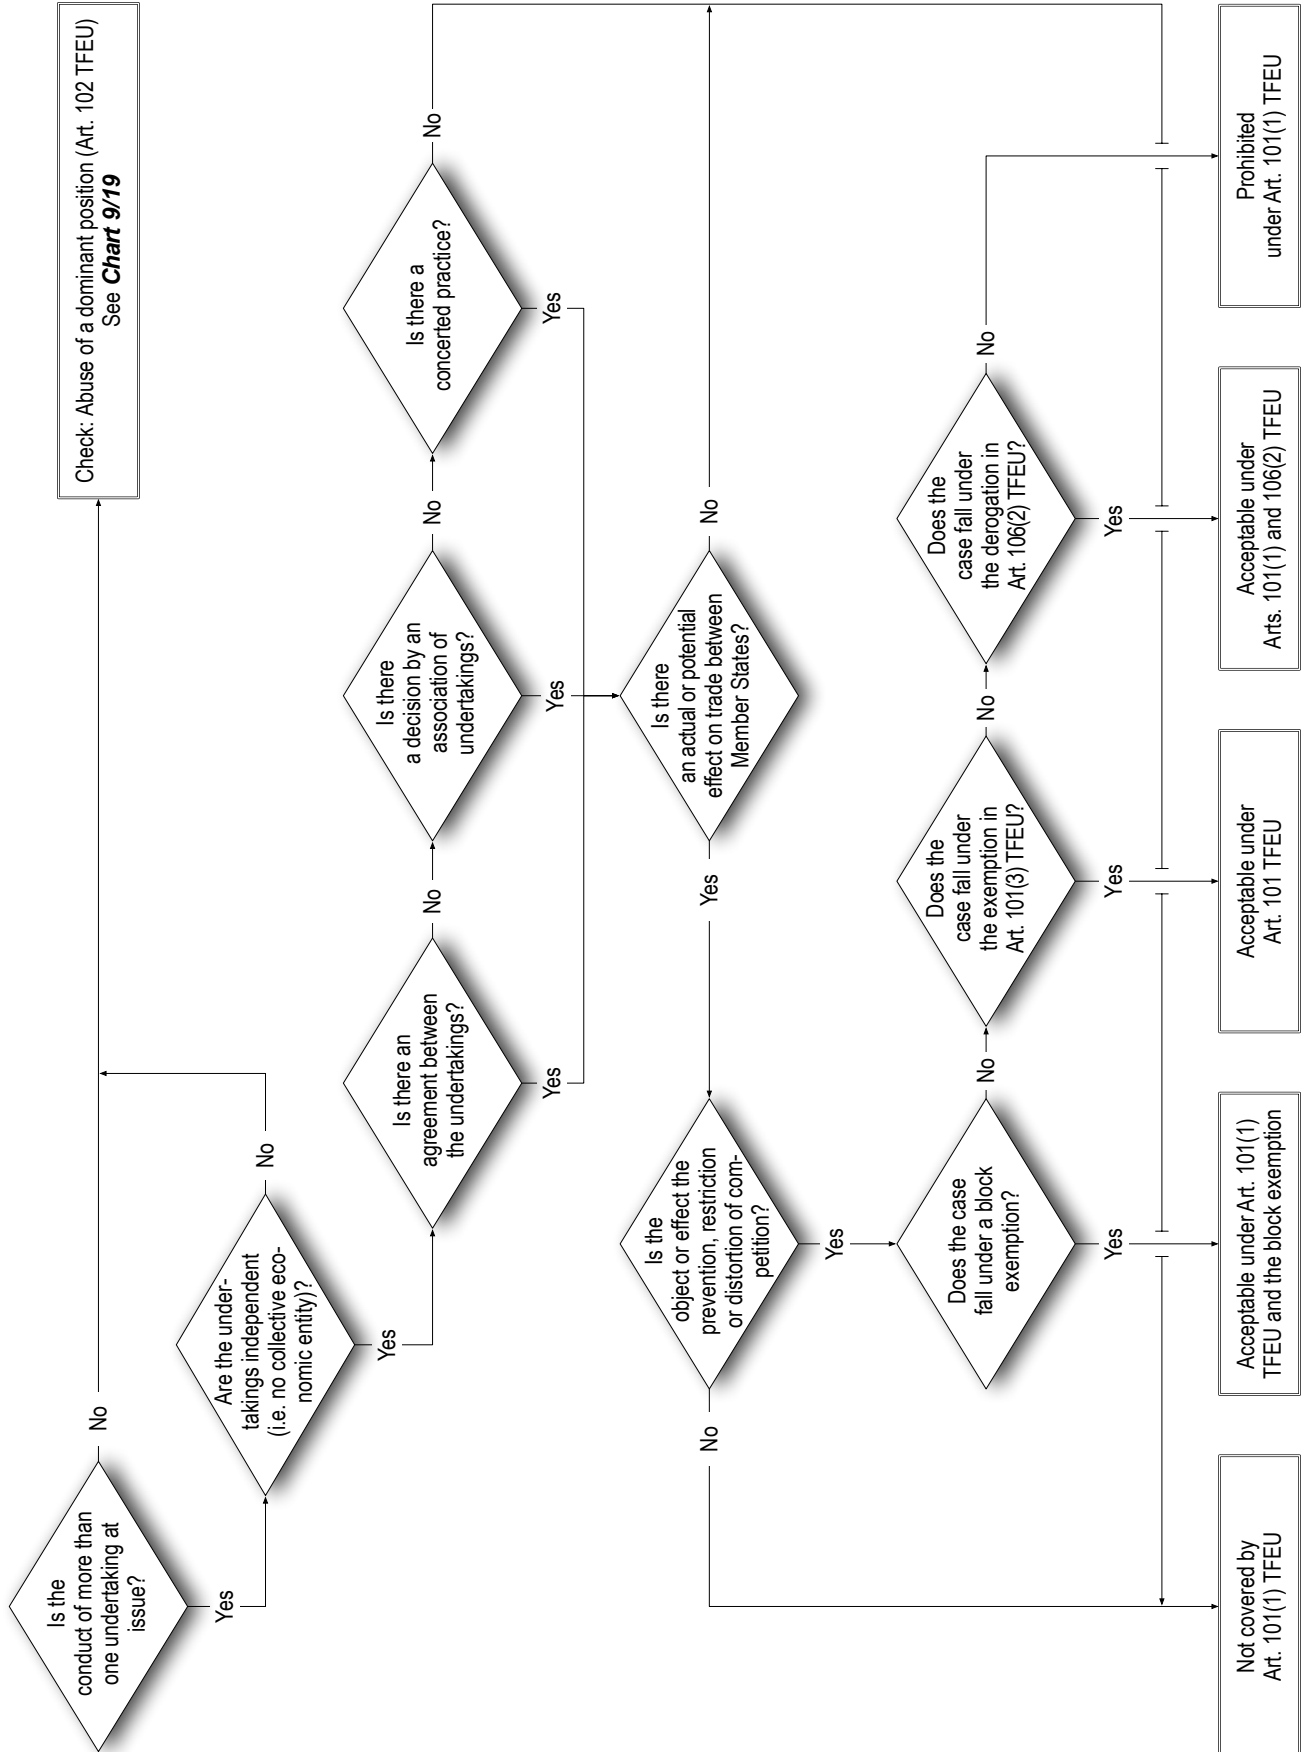 Is the
conduct of more than
one undertaking at
issue?
No
Check: Abuse of a dominant position (Art. 102 TFEU)
See Chart 9/19
Yes
Are the under-
takings independent
(i.e. no collective eco-
nomic entity)?
No
Yes
Is there an
agreement between
the undertakings?
No
Is there
a decision by an
association of
undertakings?
No
Is there a
concerted practice?
No
Yes
Yes
Yes
No
Is the
object or effect the
prevention, restriction
or distortion of com-
petition?
Yes
Is there
an actual or potential
effect on trade between
Member States?
No
Yes
Does the case
fall under a block
exemption?
No
Does the
case fall under
the exemption in
Art. 101(3) TFEU?
No
Does the
case fall under
the derogation in
Art. 106(2) TFEU?
No
Yes
Yes
Yes
Not covered by
Art. 101(1) TFEU
Acceptable under Art. 101(1)
TFEU and the block exemption
Acceptable under
Art. 101 TFEU
Acceptable under
Arts. 101(1) and 106(2) TFEU
Prohibited
under Art. 101(1) TFEU